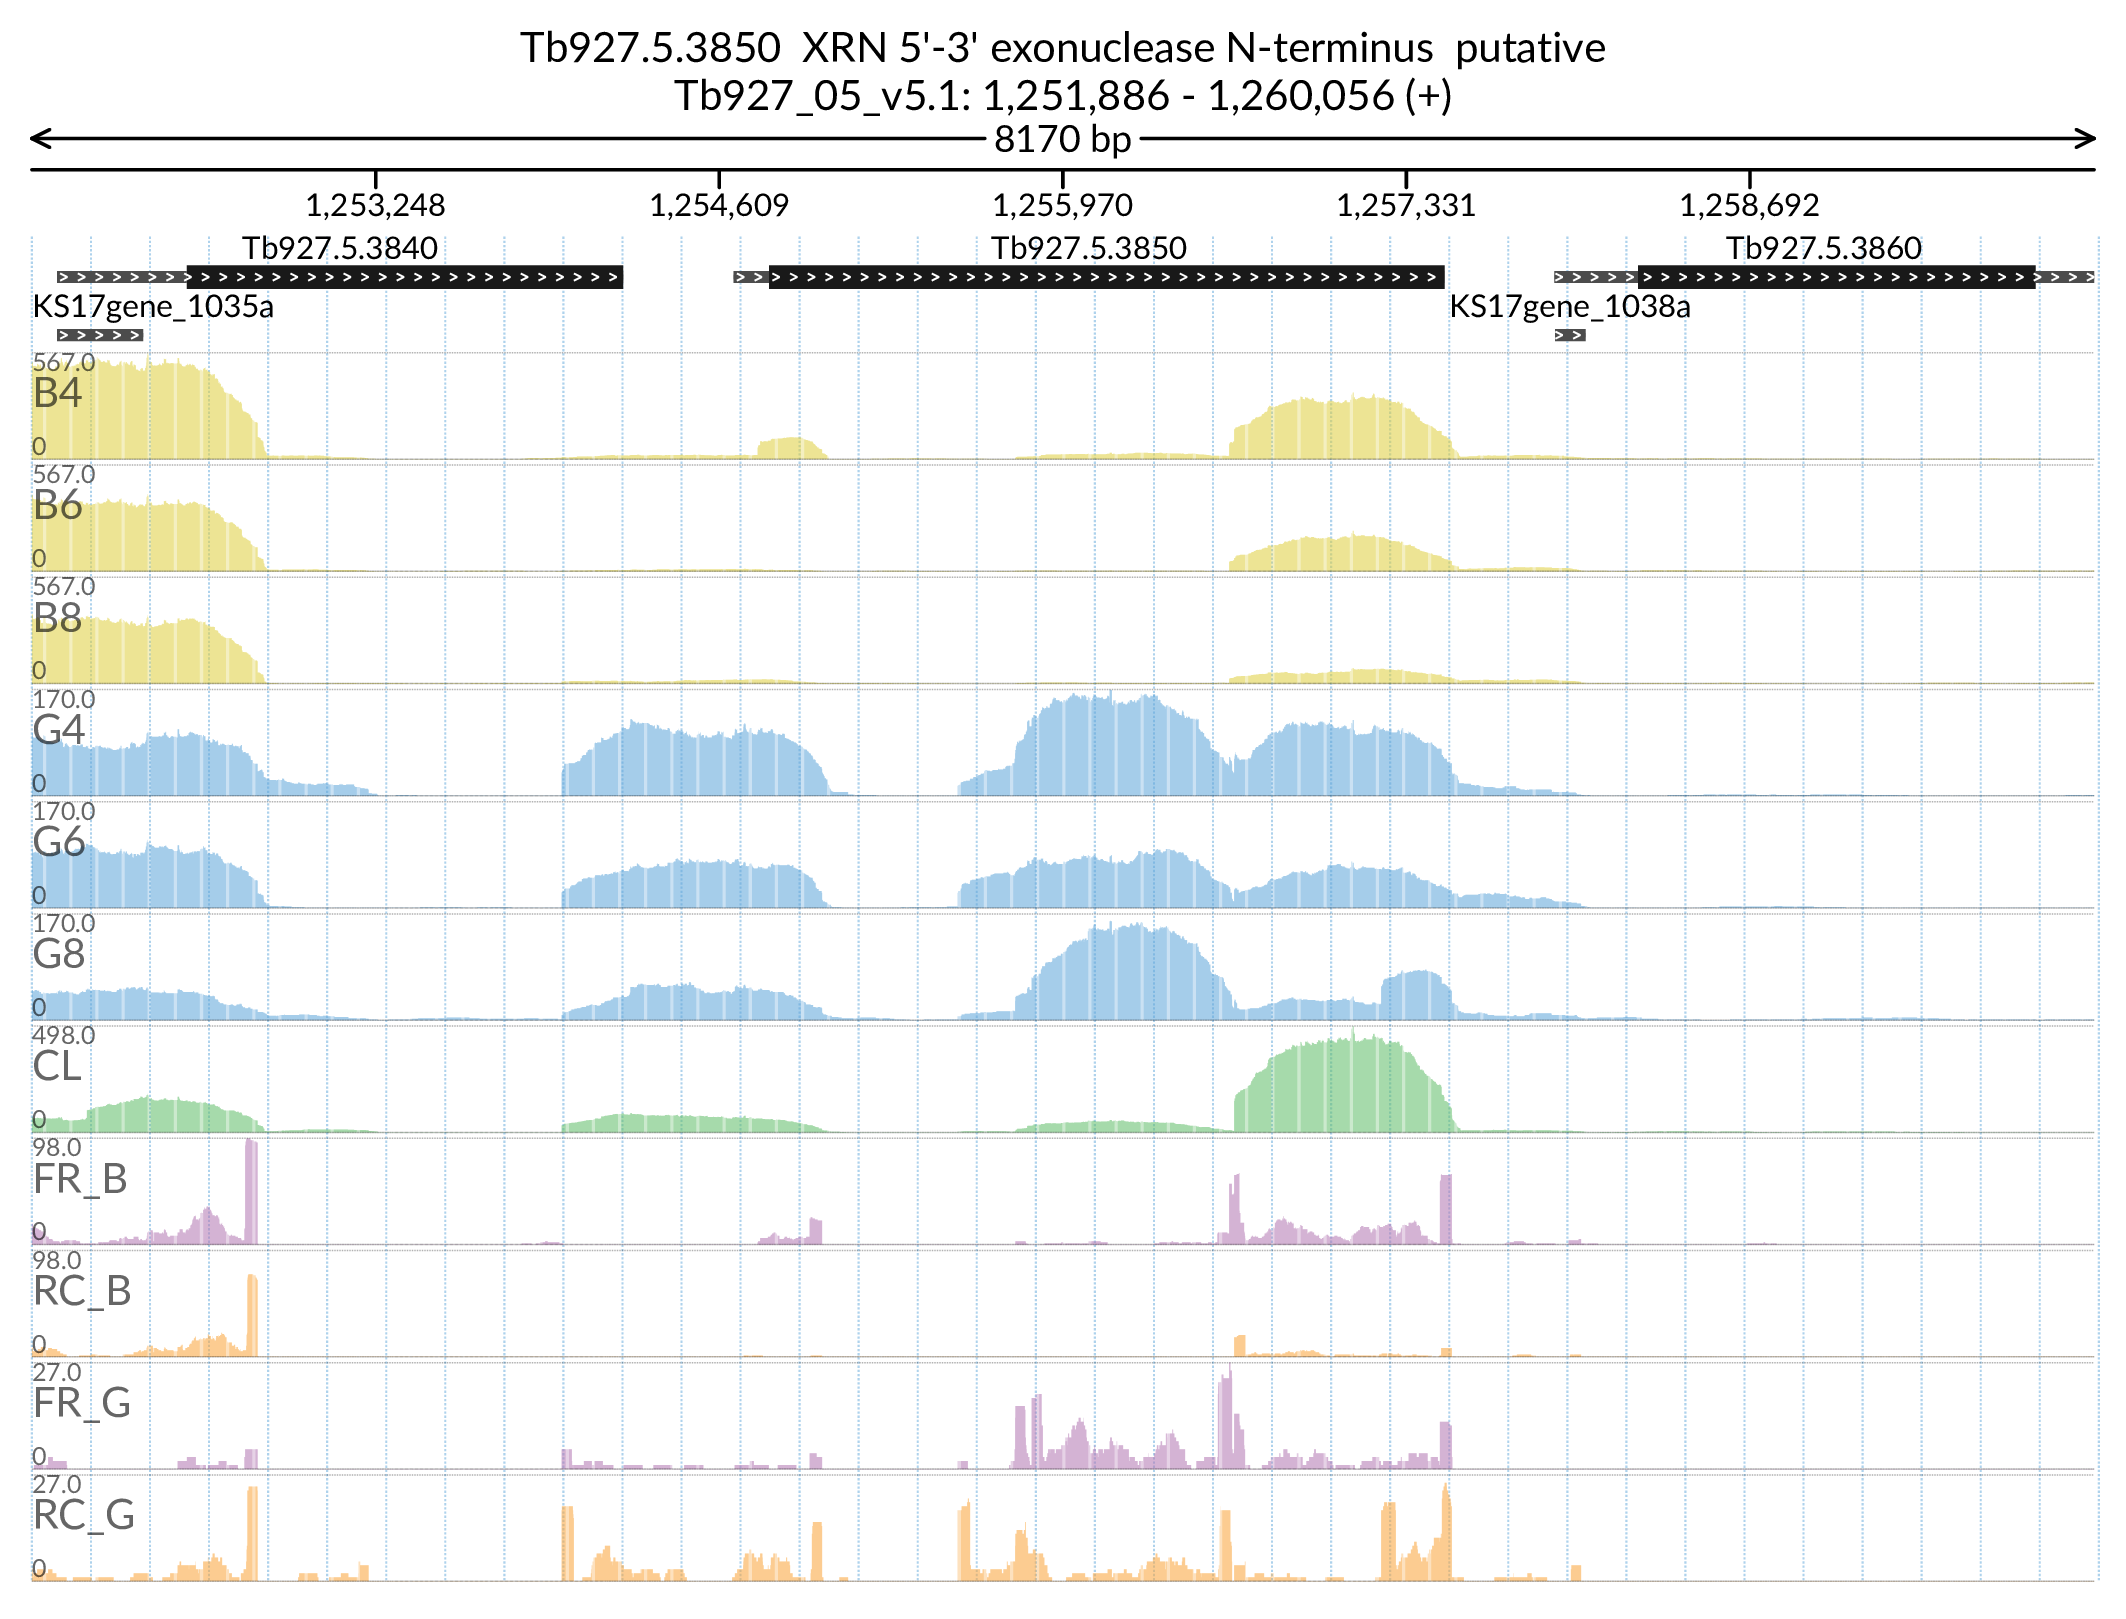 Tb927.5.3850  XRN 5'-3' exonuclease N-terminus  putative
Tb927_05_v5.1: 1,251,886 - 1,260,056 (+)
8170 bp
1,253,248 1,254,609 1,255,970 1,257,331 1,258,692
Tb927.5.3840 Tb927.5.3850 Tb927.5.3860
KS17gene_1035a KS17gene_1038a
567.0
B4
0
567.0
B6
0
567.0
B8
0
170.0
G4
0
170.0
G6
0
170.0
G8
0
498.0
CL
0
98.0
FR_B
0
98.0
RC_B
0
27.0
FR_G
0
27.0
RC_G
0